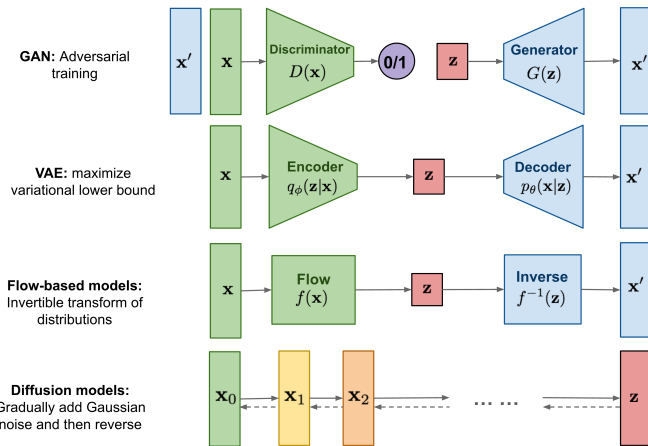 GAN: Adversarial
training
x′
x
Discriminator
D(x)
0/1
z
Generator
G(z)
x′
VAE: maximize
variational lower bound
x
Encoder
qϕ(z|x)
z
Decoder
pθ(x|z)
x′
Flow-based models:
Invertible transform of
distributions
x
Flow
f(x)
z
Inverse
f⁻¹(z)
x′
Diffusion models:
Gradually add Gaussian
noise and then reverse
x₀
x₁
x₂
... ...
z